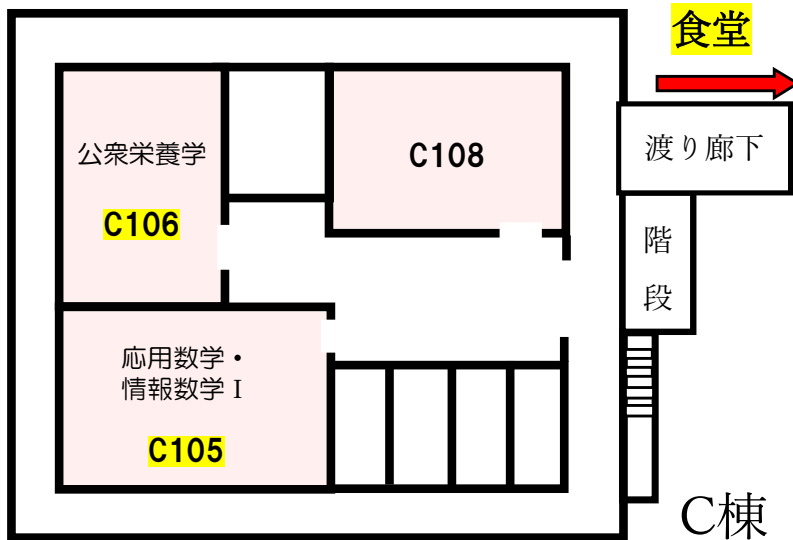 食堂
公衆栄養学
C106
C108
渡り廊下
階
段
応用数学・
情報数学Ⅰ
C105
C棟